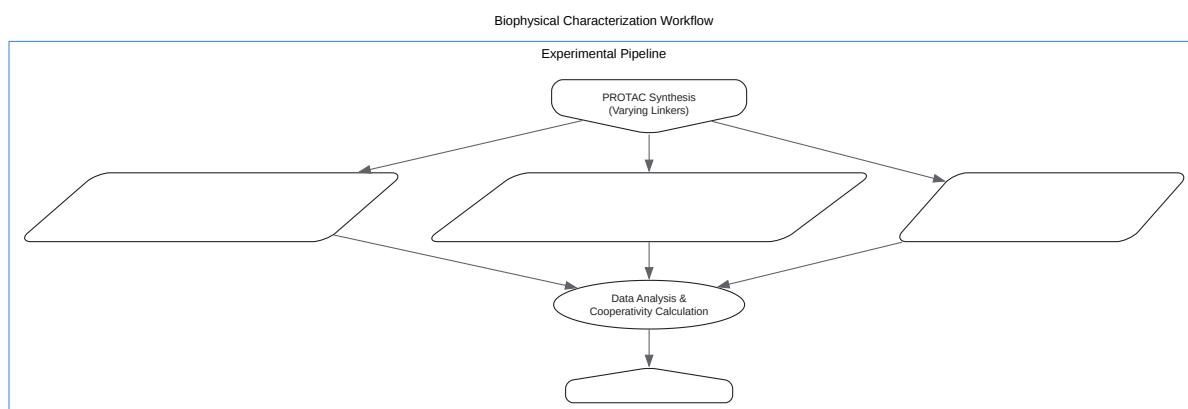 Biophysical Characterization Workflow
Experimental Pipeline
PROTAC Synthesis
(Varying Linkers)
Data Analysis &
Cooperativity Calculation